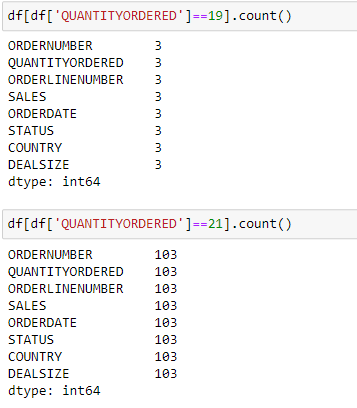 df[df['QUANTITYORDERED']==19].count()
ORDERNUMBER 3
QUANTITYORDERED 3
ORDERLINENUMBER 3
SALES 3
ORDERDATE 3
STATUS 3
COUNTRY 3
DEALSIZE 3
dtype: int64
df[df['QUANTITYORDERED']==21].count()
ORDERNUMBER 103
QUANTITYORDERED 103
ORDERLINENUMBER 103
SALES 103
ORDERDATE 103
STATUS 103
COUNTRY 103
DEALSIZE 103
dtype: int64